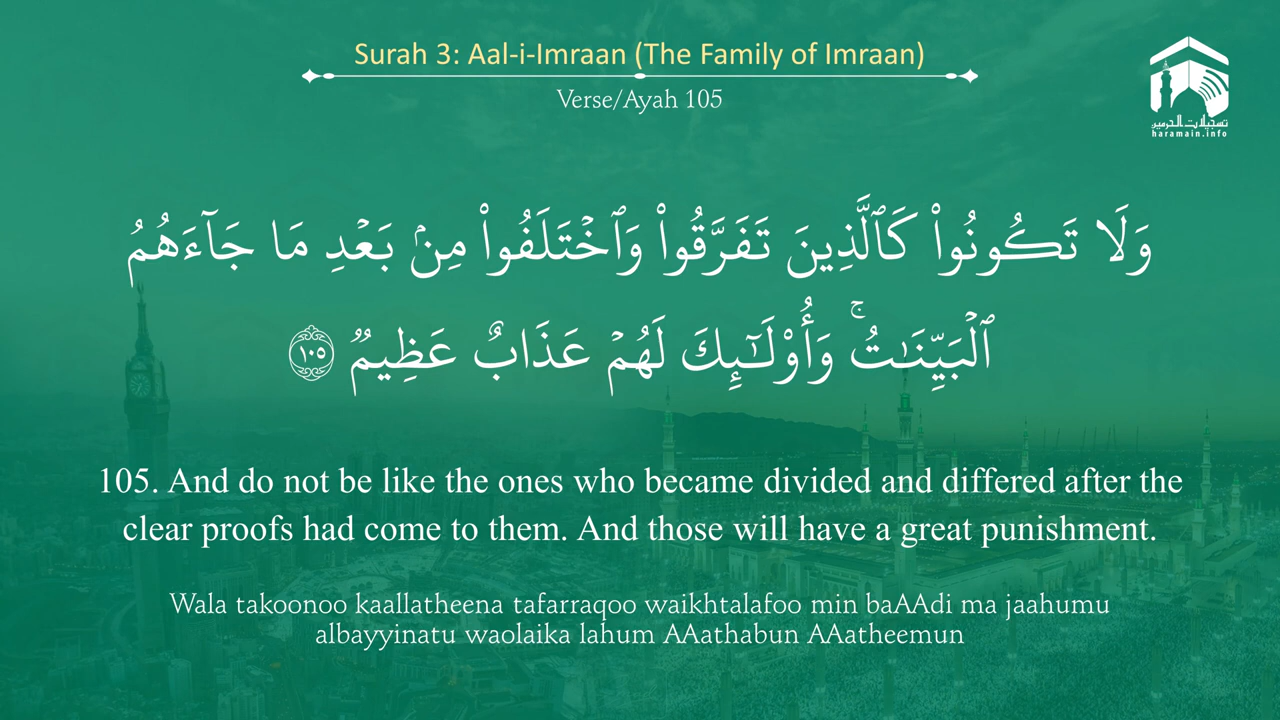 Surah 3: Aal-i-Imraan (The Family of Imraan)
Verse/Ayah 105
تسجيلات الحرمين
haramain.info
وَلَا تَكُونُوا۟ كَٱلَّذِينَ تَفَرَّقُوا۟ وَٱخْتَلَفُوا۟ مِنۢ بَعْدِ مَا جَآءَهُمُ
ٱلْبَيِّنَـٰتُ ۚ وَأُو۟لَـٰٓئِكَ لَهُمْ عَذَابٌ عَظِيمٌ ١٠٥
105. And do not be like the ones who became divided and differed after the
clear proofs had come to them. And those will have a great punishment.
Wala takoonoo kaallatheena tafarraqoo waikhtalafoo min baAAdi ma jaahumu
albayyinatu waolaika lahum AAathabun AAatheemun